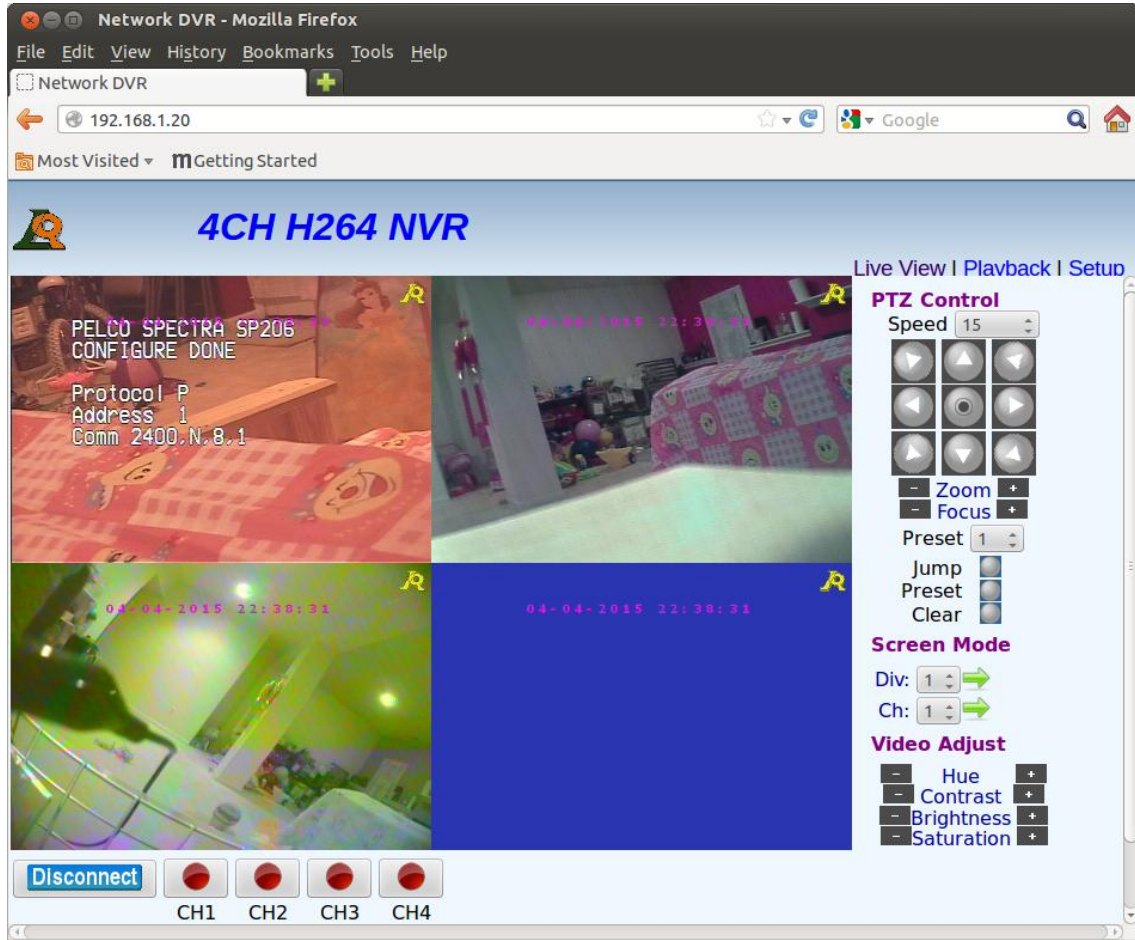 Network DVR - Mozilla Firefox
File Edit View History Bookmarks Tools Help
Network DVR
192.168.1.20
Google
Most Visited
Getting Started
4CH H264 NVR
Live View | Playback | Setup
PELCO SPECTRA SP206
CONFIGURE DONE
Protocol P
Address 1
Comm 2400,N,8,1
04-04-2015 22:38:31
04-04-2015 22:38:31
PTZ Control
Speed 15
- Zoom +
- Focus +
Preset 1
Jump
Preset
Clear
Screen Mode
Div: 1
Ch: 1
Video Adjust
- Hue +
- Contrast +
- Brightness +
- Saturation +
Disconnect
CH1 CH2 CH3 CH4